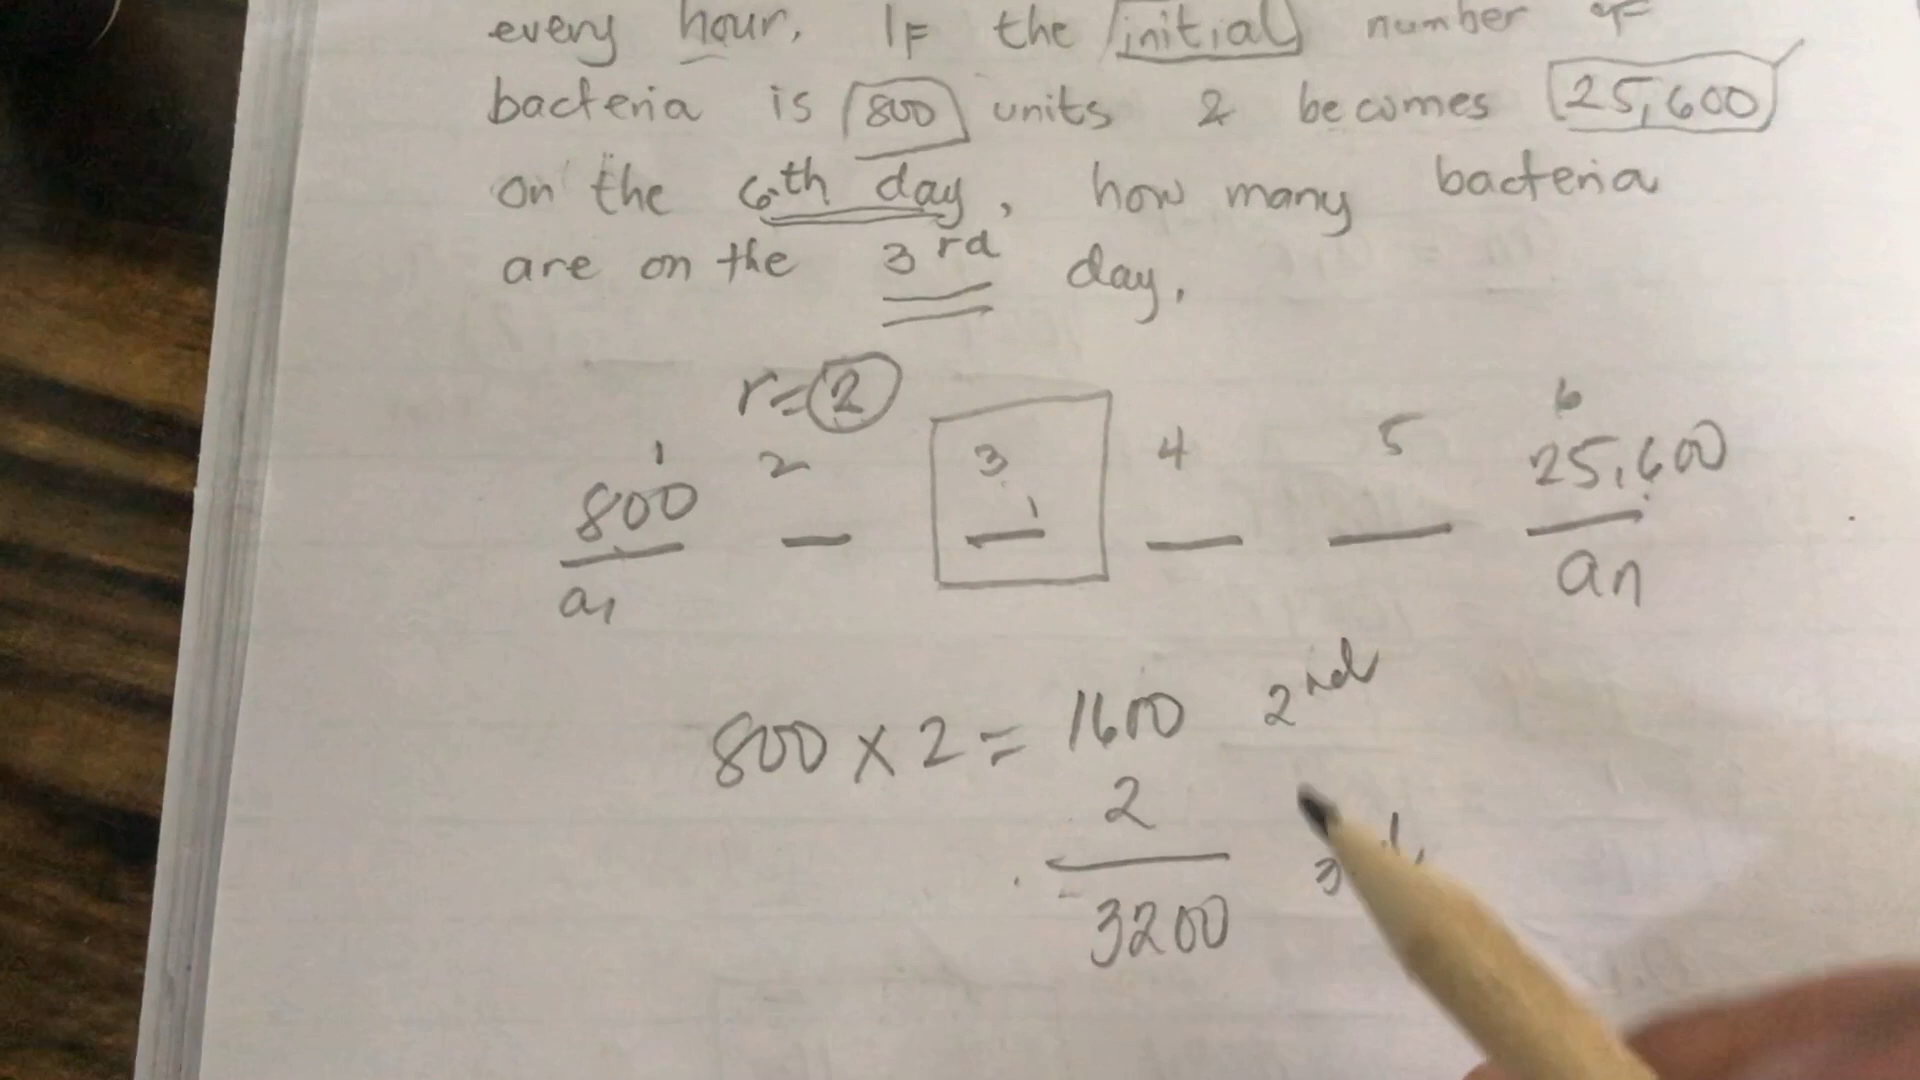 every hour. IF the initial number of
bacteria is 800 units & becomes 25,600
on the 6th day, how many bacteria
are on the 3rd day.
r=2
1 2 3 4 5 6
800 25,600
a1 an
800 x 2 = 1600 2nd
2
3200 3